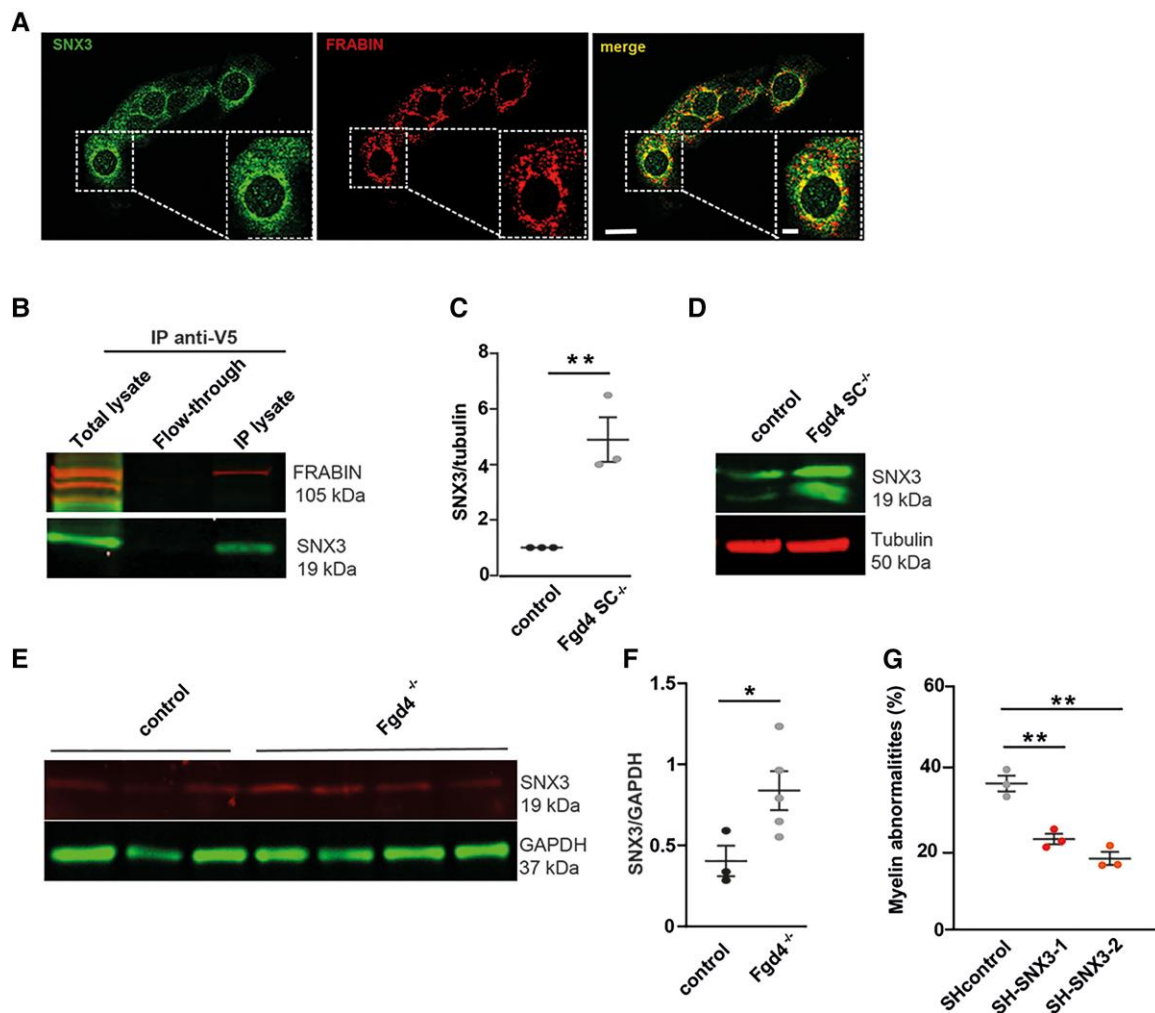 A
SNX3
FRABIN
merge
B
IP anti-V5
Total lysate
Flow-through
IP lysate
FRABIN
105 kDa
SNX3
19 kDa
C
**
8
6
4
2
0
SNX3/tubulin
control
Fgd4 SC-/-
D
control
Fgd4 SC-/-
SNX3
19 kDa
Tubulin
50 kDa
E
control
Fgd4-/-
SNX3
19 kDa
GAPDH
37 kDa
F
*
1.5
1
0.5
0
SNX3/GAPDH
control
Fgd4-/-
G
**
**
60
40
20
0
Myelin abnormalitites (%)
SHcontrol
SH-SNX3-1
SH-SNX3-2